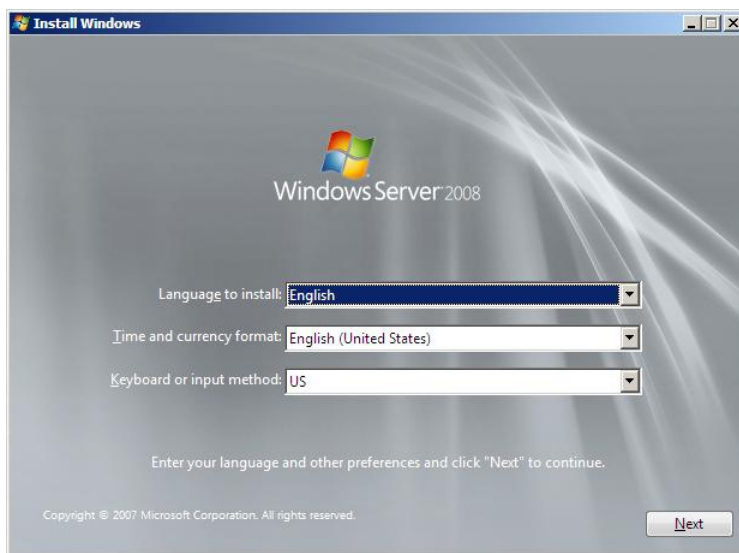 Install Windows
Windows Server 2008
Language to install: English
Time and currency format: English (United States)
Keyboard or input method: US
Enter your language and other preferences and click "Next" to continue.
Copyright © 2007 Microsoft Corporation. All rights reserved.
Next